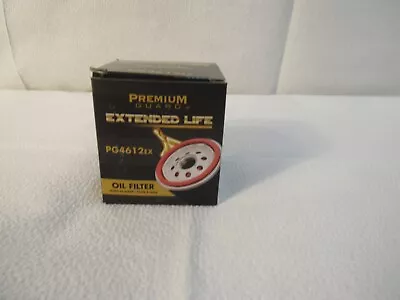 PREMIUM
GUARD
EXTENDED LIFE
PG4612EX
OIL FILTER